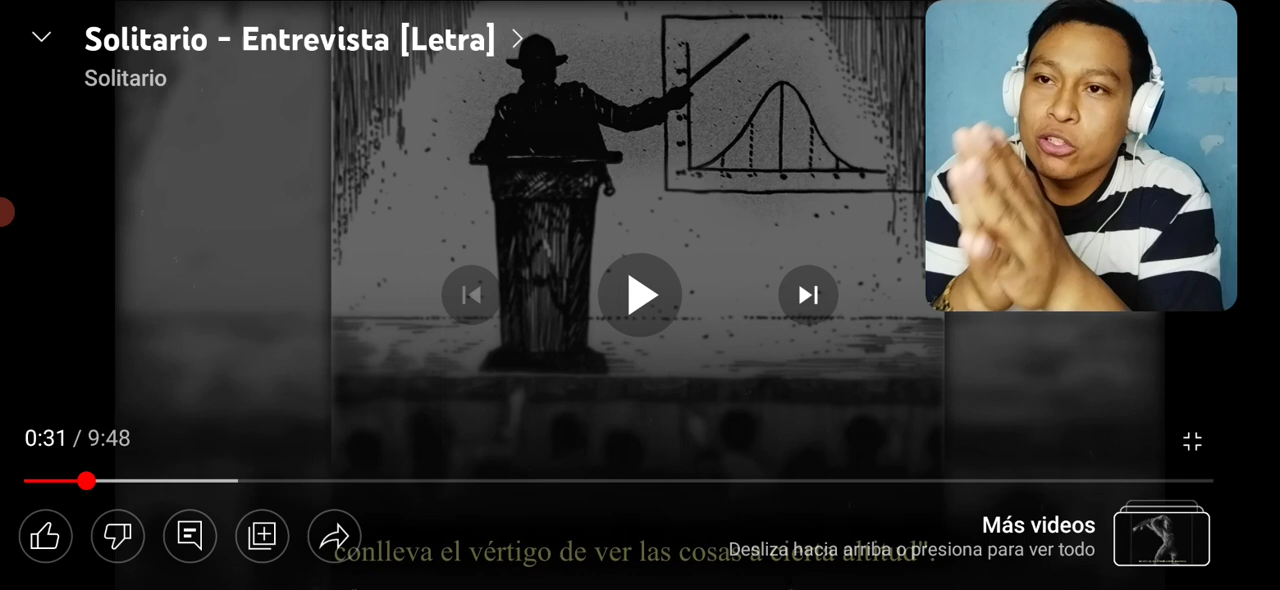 Solitario - Entrevista [Letra]
Solitario
0:31 / 9:48
Más videos
Desliza hacia arriba o presiona para ver todo
conlleva el vértigo de ver las cosas a cierta altitud".